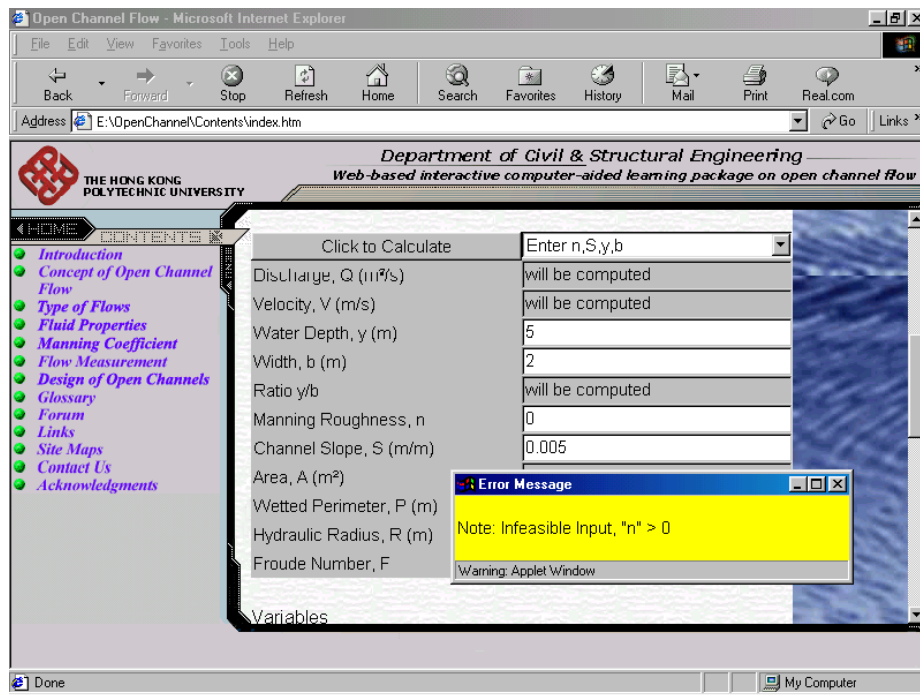 Open Channel Flow - Microsoft Internet Explorer
File Edit View Favorites Tools Help
Back Forward Stop Refresh Home Search Favorites History Mail Print Real.com
Address E:\OpenChannel\Contents\index.htm Go Links
THE HONG KONG
POLYTECHNIC UNIVERSITY
Department of Civil & Structural Engineering
Web-based interactive computer-aided learning package on open channel flow
HOME
CONTENTS
Introduction
Concept of Open Channel
Flow
Type of Flows
Fluid Properties
Manning Coefficient
Flow Measurement
Design of Open Channels
Glossary
Forum
Links
Site Maps
Contact Us
Acknowledgments
Click to Calculate Enter n,S,y,b
Discharge, Q (m³/s) will be computed
Velocity, V (m/s) will be computed
Water Depth, y (m) 5
Width, b (m) 2
Ratio y/b will be computed
Manning Roughness, n 0
Channel Slope, S (m/m) 0.005
Area, A (m²)
Wetted Perimeter, P (m)
Hydraulic Radius, R (m)
Froude Number, F
Error Message
Note: Infeasible Input, "n" > 0
Warning: Applet Window
Variables
Done My Computer